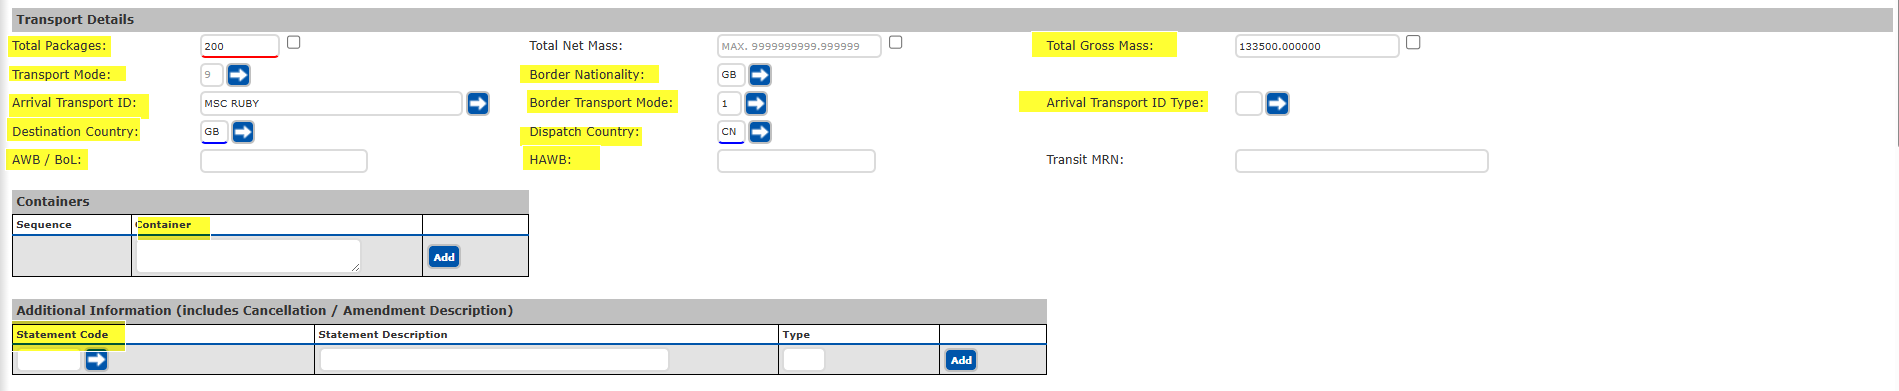 Transport Details
Total Packages: 200 Total Net Mass: MAX. 9999999999.999999 Total Gross Mass: 133500.000000
Transport Mode: 9 Border Nationality: GB
Arrival Transport ID: MSC RUBY Border Transport Mode: 1 Arrival Transport ID Type:
Destination Country: GB Dispatch Country: CN
AWB / BoL: HAWB: Transit MRN:
Containers
Sequence Container
Add
Additional Information (includes Cancellation / Amendment Description)
Statement Code Statement Description Type
Add